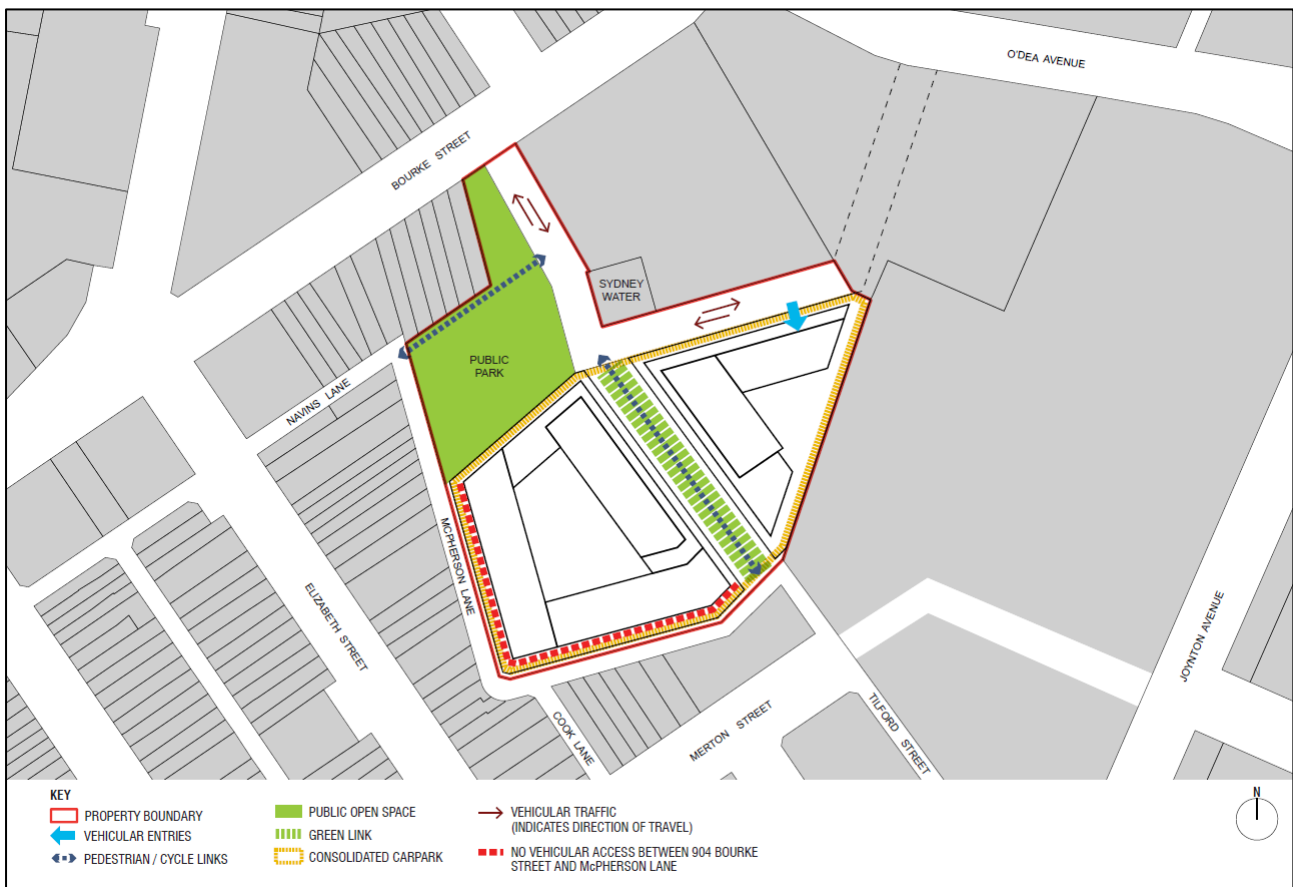 O'DEA AVENUE
BOURKE STREET
SYDNEY
WATER
PUBLIC
PARK
NAVINS LANE
MCPHERSON LANE
ELIZABETH STREET
JOYNTON AVENUE
COOK LANE
MERTON STREET
TILFORD STREET
KEY
PROPERTY BOUNDARY
VEHICULAR ENTRIES
PEDESTRIAN / CYCLE LINKS
PUBLIC OPEN SPACE
GREEN LINK
CONSOLIDATED CARPARK
VEHICULAR TRAFFIC
(INDICATES DIRECTION OF TRAVEL)
NO VEHICULAR ACCESS BETWEEN 904 BOURKE
STREET AND McPHERSON LANE
N